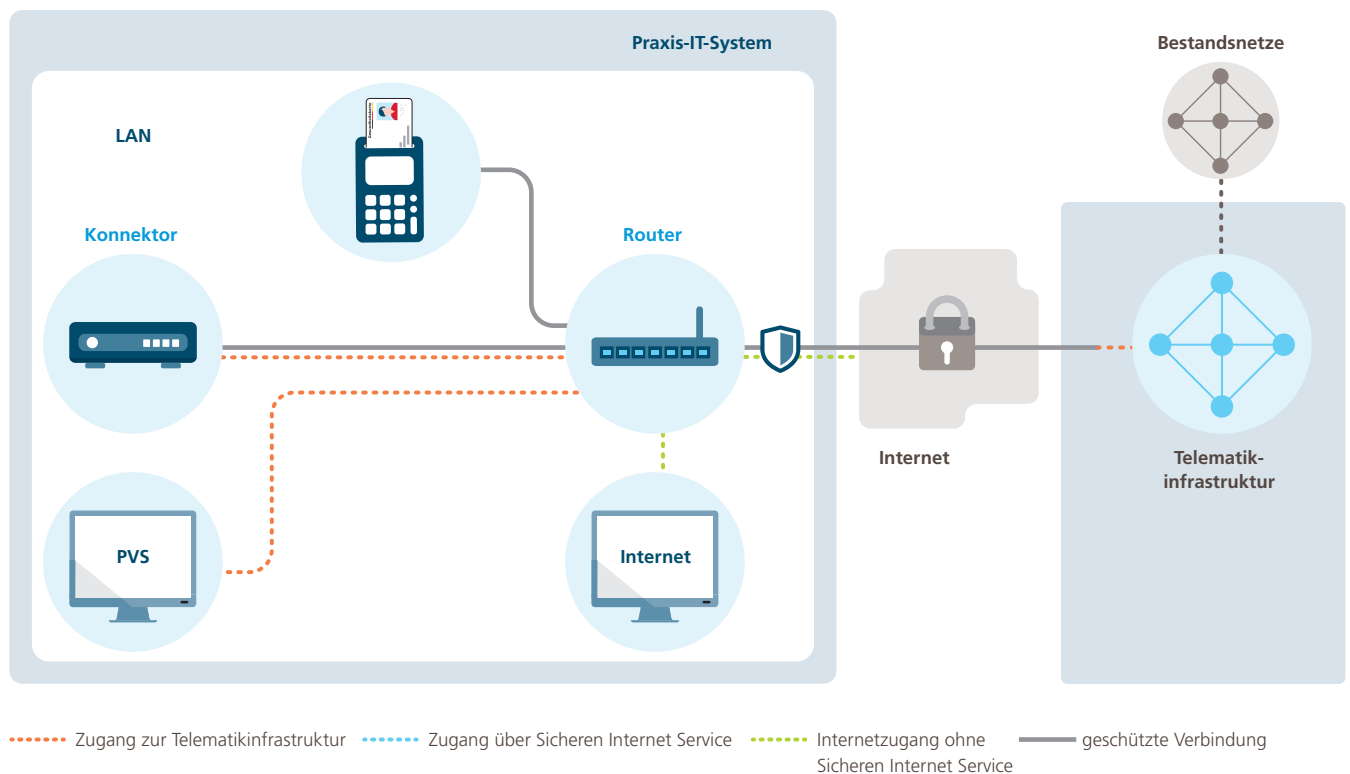 Praxis-IT-System
Bestandsnetze
LAN
Konnektor
Router
Internet
Telematik-
infrastruktur
PVS
Internet
Zugang zur Telematikinfrastruktur
Zugang über Sicheren Internet Service
Internetzugang ohne
Sicheren Internet Service
geschützte Verbindung